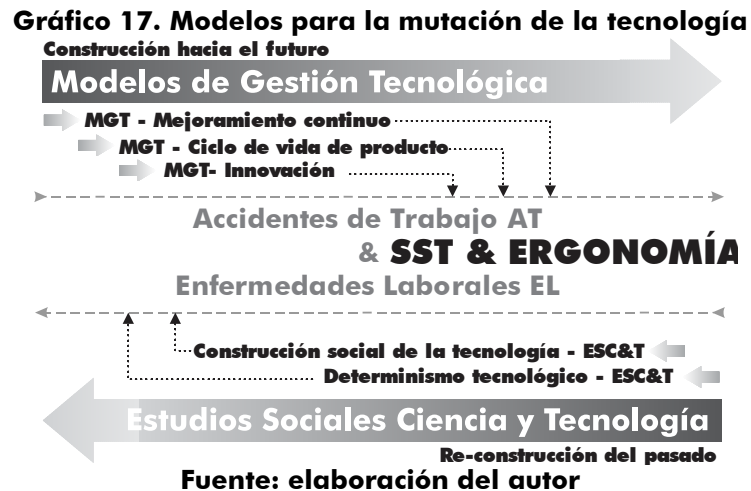 Gráfico 17. Modelos para la mutación de la tecnología
Construcción hacia el futuro
Modelos de Gestión Tecnológica
MGT - Mejoramiento continuo
MGT - Ciclo de vida de producto
MGT- Innovación
Accidentes de Trabajo AT
& SST & ERGONOMÍA
Enfermedades Laborales EL
Construcción social de la tecnología - ESC&T
Determinismo tecnológico - ESC&T
Estudios Sociales Ciencia y Tecnología
Re-construcción del pasado
Fuente: elaboración del autor